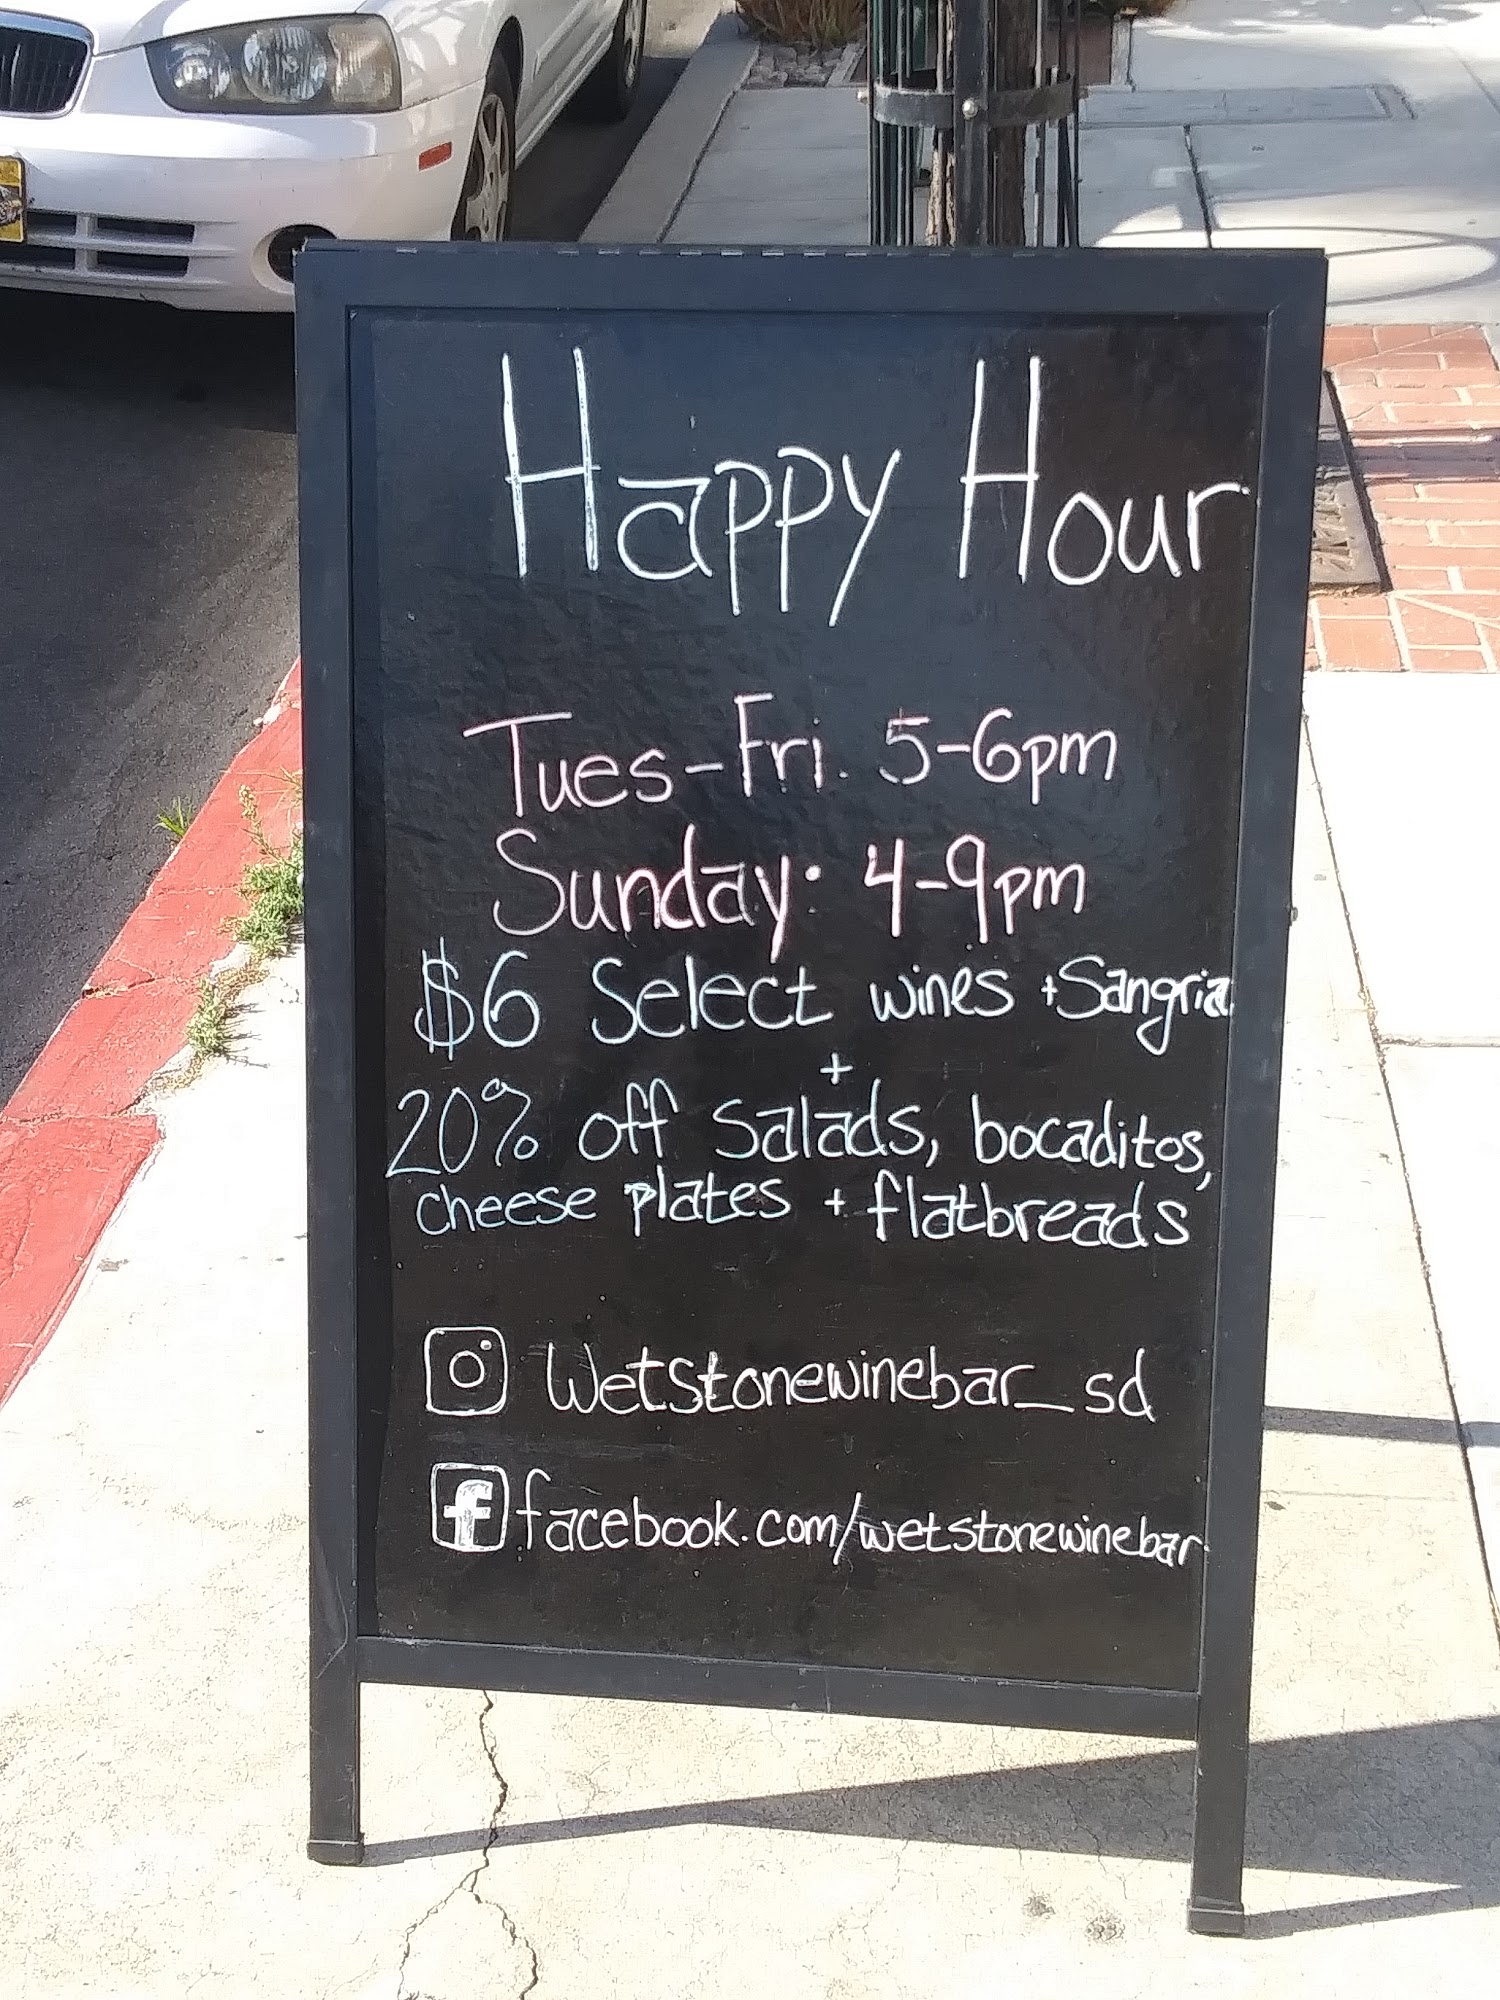 Happy Hour
Tues-Fri. 5-6pm
Sunday: 4-9pm
$6 Select wines + Sangria
+
20% off Salads, bocaditos,
cheese plates + flatbreads
Wetstonewinebar_sd
f facebook.com/wetstonewinebar